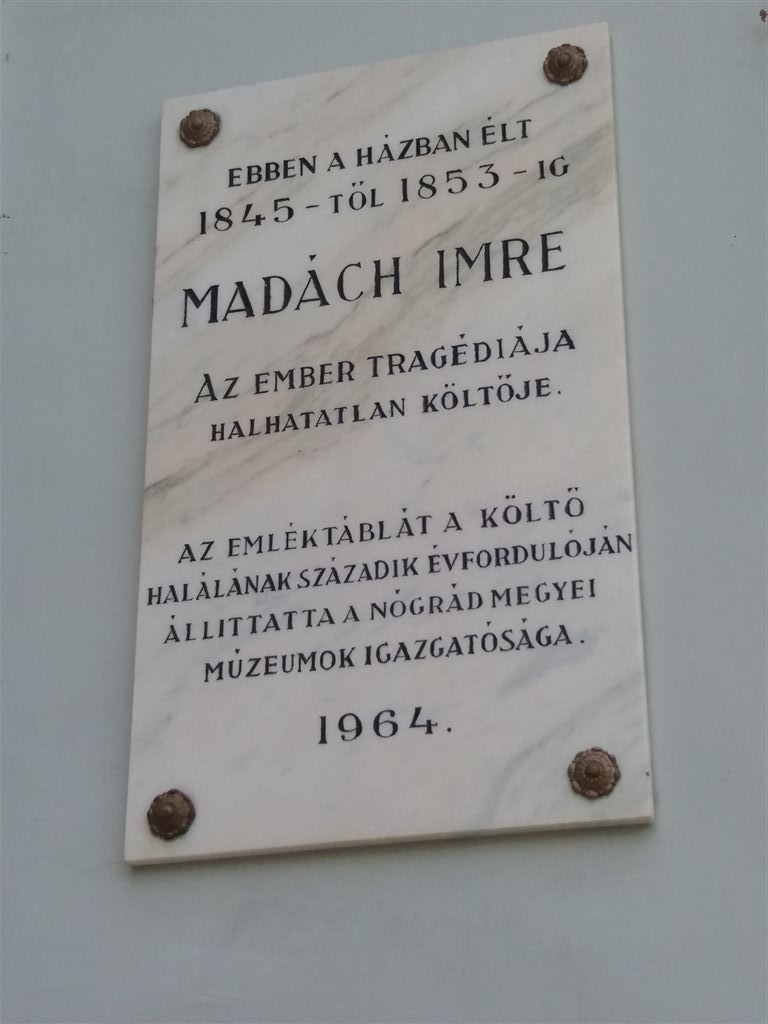 EBBEN A HÁZBAN ÉLT
1845-TŐL 1853-IG
MADÁCH IMRE
AZ EMBER TRAGÉDIÁJA
HALHATATLAN KÖLTŐJE.
AZ EMLÉKTÁBLÁT A KÖLTŐ
HALÁLÁNAK SZÁZADIK ÉVFORDULÓJÁN
ÁLLITTATTA A NÓGRÁD MEGYEI
MÚZEUMOK IGAZGATÓSÁGA.
1964.